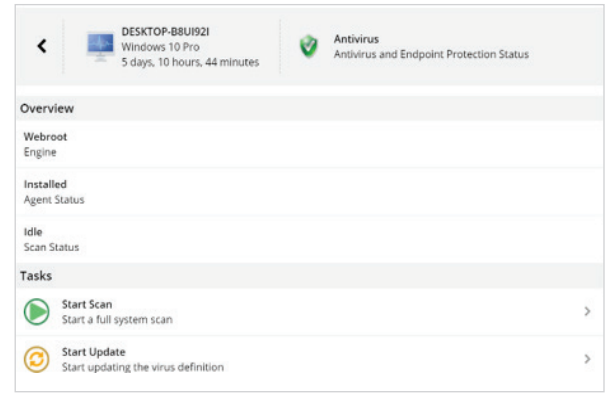 DESKTOP-B8UI92I
Windows 10 Pro
5 days, 10 hours, 44 minutes
Antivirus
Antivirus and Endpoint Protection Status
Overview
Webroot
Engine
Installed
Agent Status
Idle
Scan Status
Tasks
Start Scan
Start a full system scan
Start Update
Start updating the virus definition